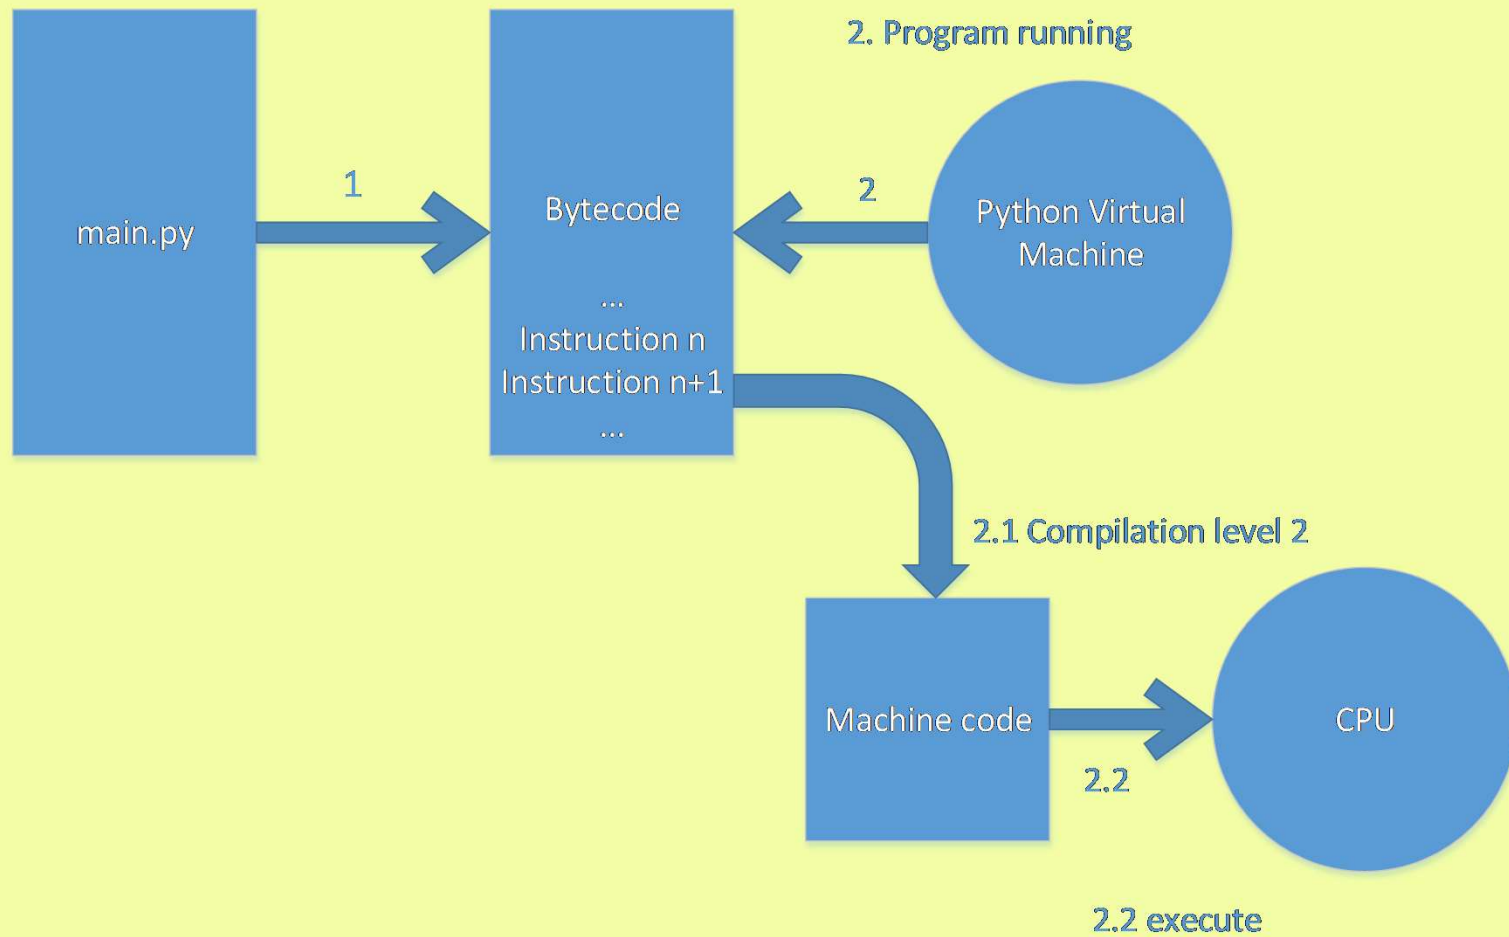 2. Program running
main.py
1
Bytecode
...
Instruction n
Instruction n+1
...
2
Python Virtual
Machine
2.1 Compilation level 2
Machine code
2.2
CPU
2.2 execute